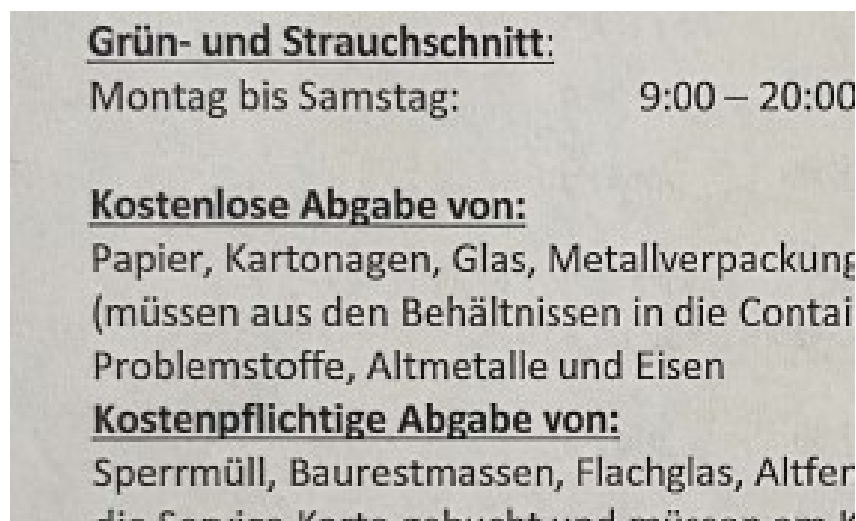 Grün- und Strauchschnitt:
Montag bis Samstag: 9:00 – 20:00
Kostenlose Abgabe von:
Papier, Kartonagen, Glas, Metallverpackung
(müssen aus den Behältnissen in die Contai
Problemstoffe, Altmetalle und Eisen
Kostenpflichtige Abgabe von:
Sperrmüll, Baurestmassen, Flachglas, Altfen